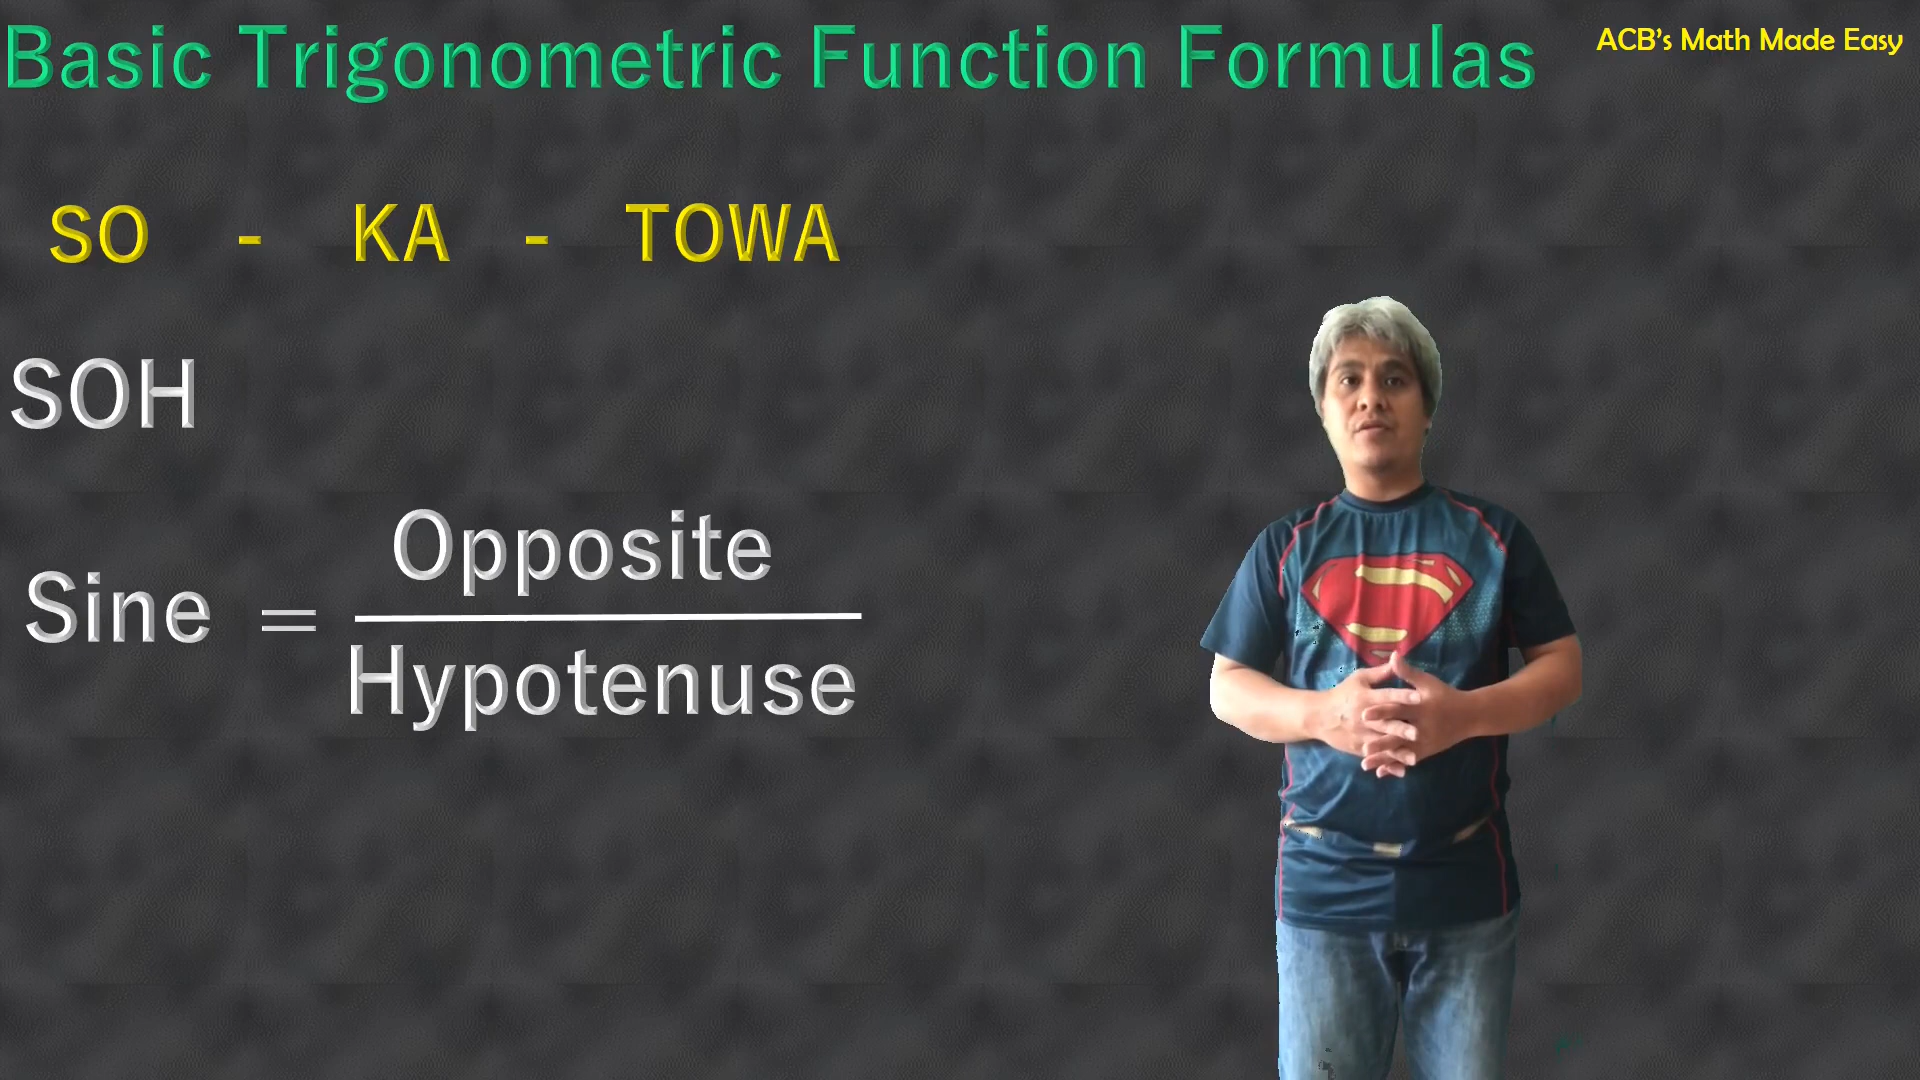 Basic Trigonometric Function Formulas
ACB's Math Made Easy
SO - KA - TOWA
SOH
Sine = Opposite
Hypotenuse